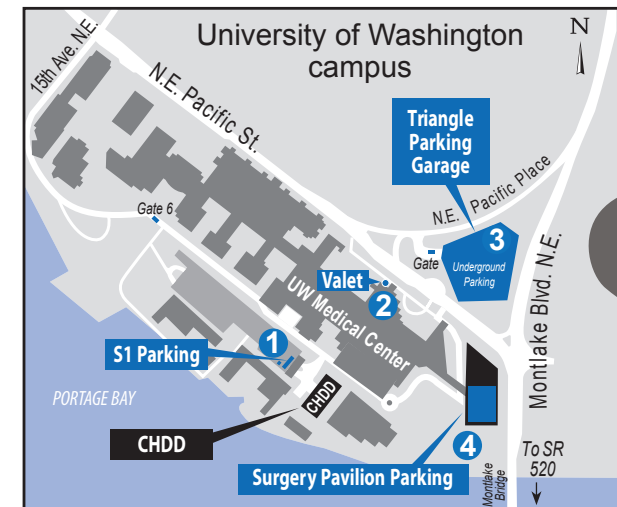 University of Washington
campus
N
15th Ave. N.E.
N.E. Pacific St.
Triangle
Parking
Garage
N.E. Pacific Place
Gate 6
3
Gate
Underground
Parking
Montlake Blvd. N.E.
Valet
2
UW Medical Center
1
S1 Parking
PORTAGE BAY
CHDD
CHDD
4
Surgery Pavilion Parking
To SR
520
Montlake
Bridge